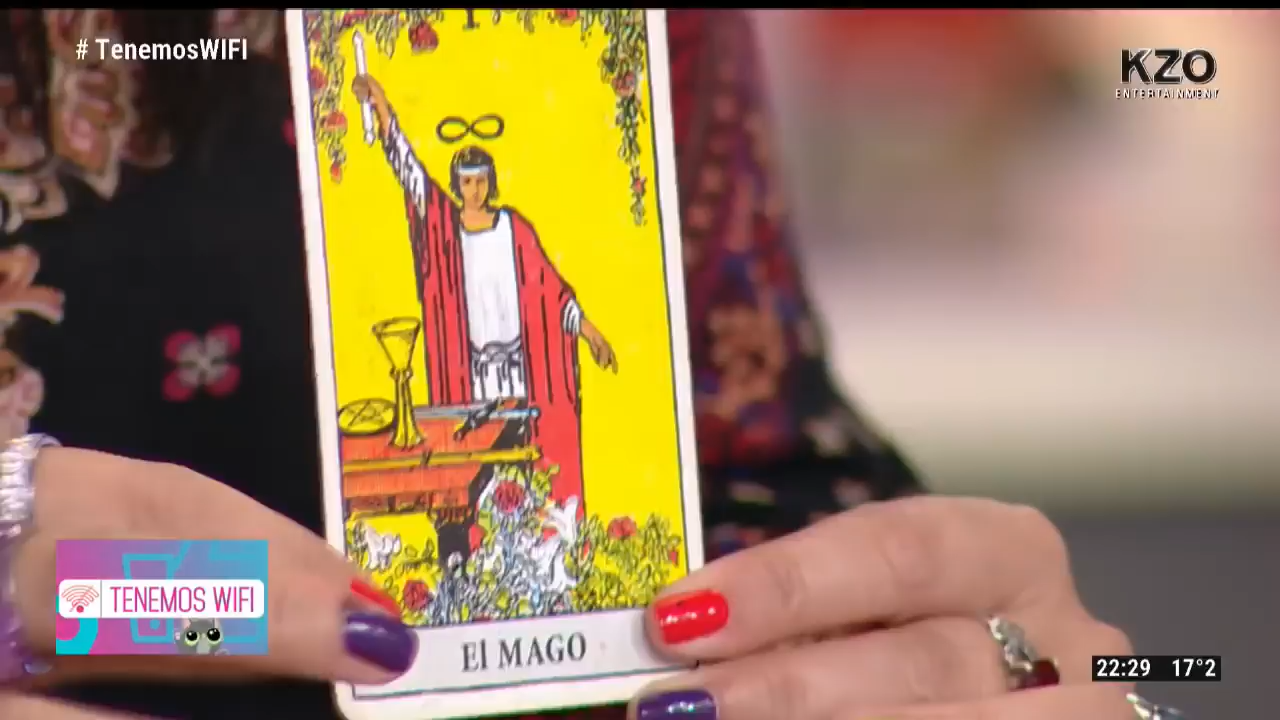 # TenemosWIFI
KZO
ENTERTAINMENT
I
TENEMOS WIFI
El MAGO
22:29 17°2